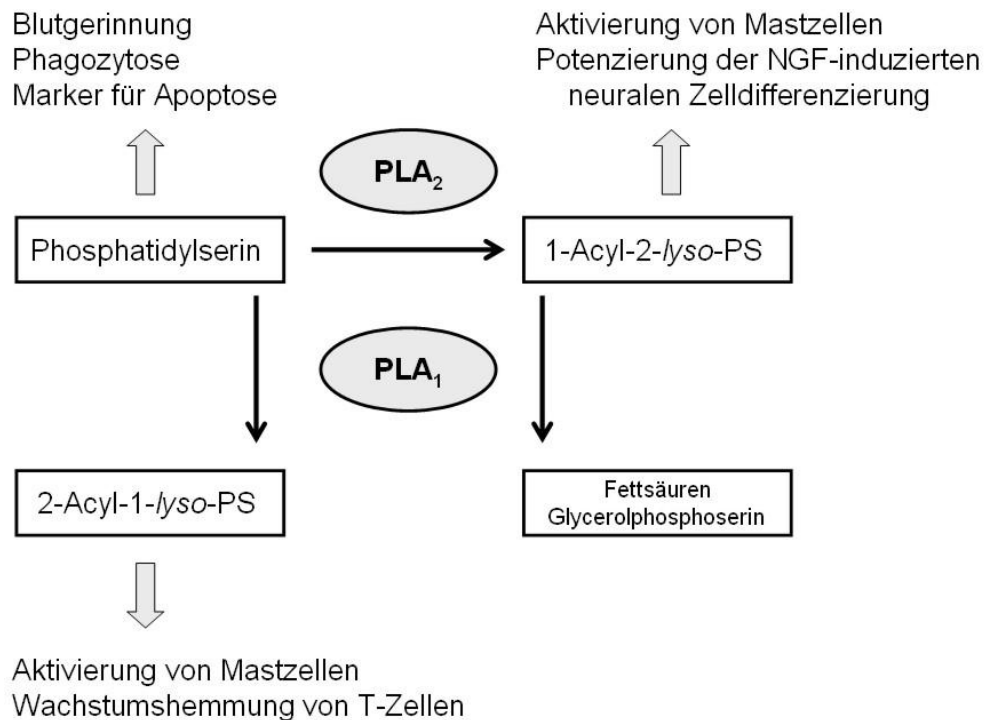 Blutgerinnung
Phagozytose
Marker für Apoptose
Aktivierung von Mastzellen
Potenzierung der NGF-induzierten
neuralen Zelldifferenzierung
PLA₂
Phosphatidylserin
1-Acyl-2-lyso-PS
PLA₁
2-Acyl-1-lyso-PS
Fettsäuren
Glycerolphosphoserin
Aktivierung von Mastzellen
Wachstumshemmung von T-Zellen